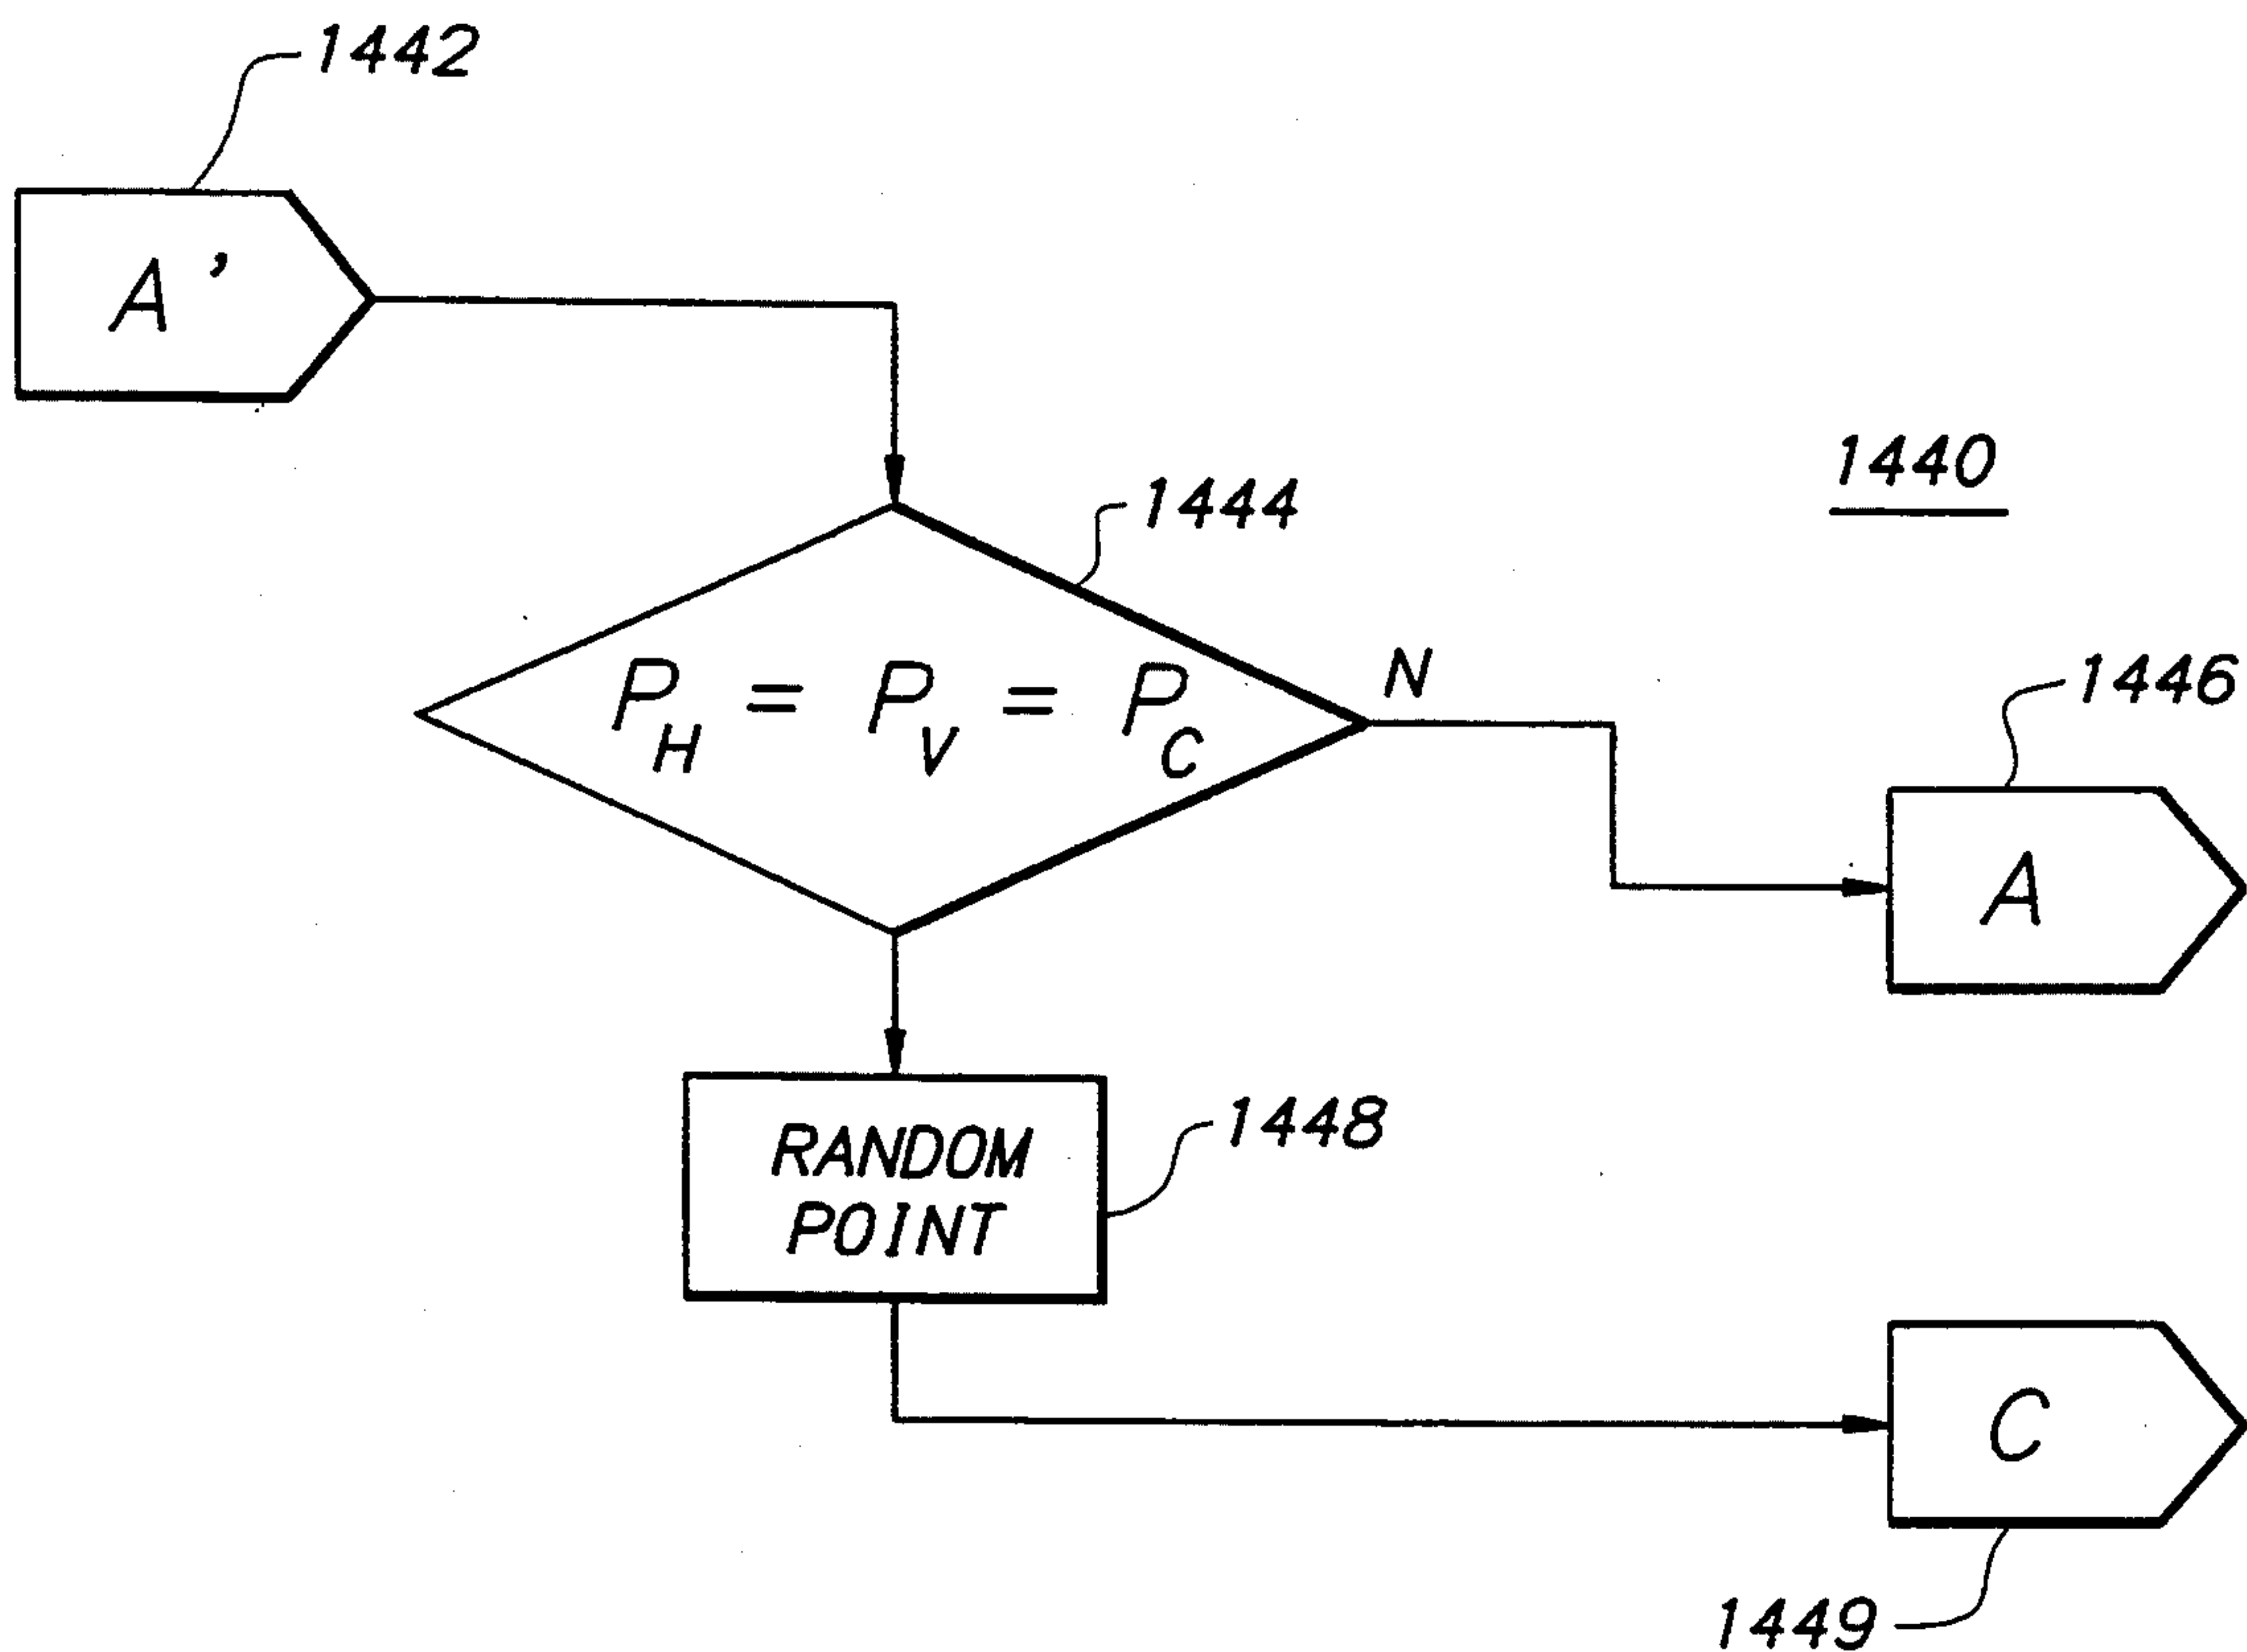 1442
A'
1440
1444
P_H = P_V = P_C
N
1446
A
RANDOM
POINT
1448
C
1449